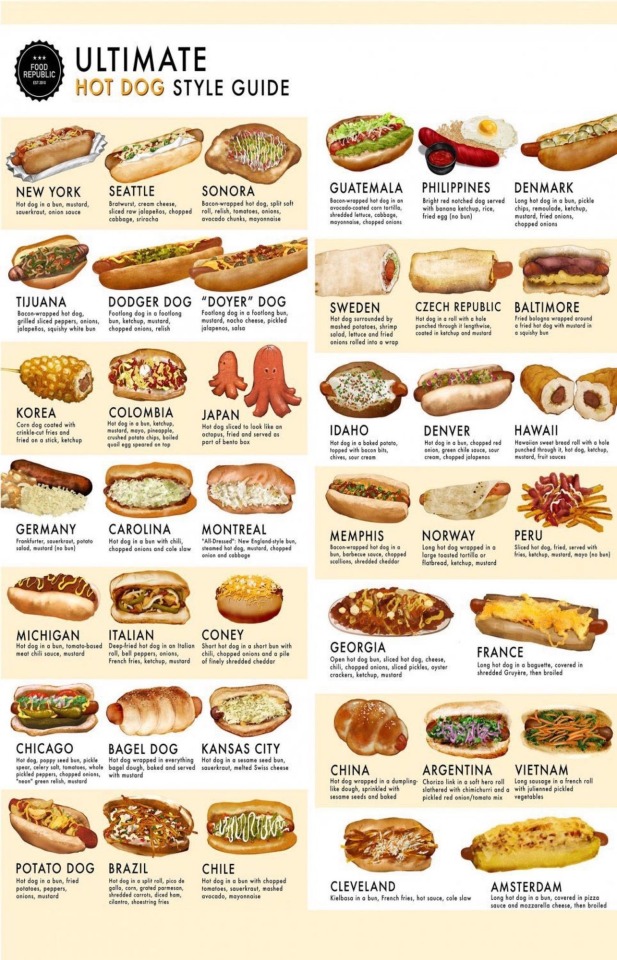 ★★★
FOOD
REPUBLIC
ULTIMATE
HOT DOG STYLE GUIDE
NEW YORK
Hot dog in a bun, mustard,
sauerkraut, onion sauce
SEATTLE
Bratwurst, cream cheese,
sliced raw jalapeños, chopped
cabbage, sriracha
SONORA
Bacon-wrapped hot dog, split soft
roll, relish, tomatoes, onions,
avocado chunks, mayonnaise
TIJUANA
Bacon-wrapped hot dog,
grilled sliced peppers, onions,
jalapeños, squishy white bun
DODGER DOG
Footlong dog in a footlong
bun, ketchup, mustard,
chopped onions, relish
"DOYER" DOG
Footlong dog in a footlong bun,
mustard, nacho cheese, pickled
jalapenos, salsa
KOREA
Corn dog coated with
crinkle-cut fries and
fried on a stick, ketchup
COLOMBIA
Hot dog in a bun, ketchup,
mustard, mayo, pineapple,
crushed potato chips, boiled
quail egg speared on top
JAPAN
Hot dog sliced to look like an
octopus, fried and served as
part of bento box
GERMANY
Frankfurter, sauerkraut, potato
salad, mustard (no bun)
CAROLINA
Hot dog in a bun with chili,
chopped onions and cole slaw
MONTREAL
"All-Dressed": New England-style bun,
steamed hot dog, mustard, chopped
onion and cabbage
MICHIGAN
Hot dog in a bun, tomato-based
meat chili sauce, mustard
ITALIAN
Deep-fried hot dog in an Italian
roll, bell peppers, onions,
French fries, ketchup, mustard
CONEY
Short hot dog in a short bun with
chili, chopped onions and a pile
of finely shredded cheddar
CHICAGO
Hot dog, poppy seed bun, pickle
spear, celery salt, tomatoes, whole
pickled peppers, chopped onions,
"neon" green relish, mustard
BAGEL DOG
Hot dog wrapped in everything
bagel dough, baked and served
with mustard
KANSAS CITY
Hot dog in a sesame seed bun,
sauerkraut, melted Swiss cheese
POTATO DOG
Hot dog in a bun, fried
potatoes, peppers,
onions, mustard
BRAZIL
Hot dog in a split roll, pico de
gallo, corn, grated parmesan,
shredded carrots, diced ham,
cilantro, shoestring fries
CHILE
Hot dog in a bun with chopped
tomatoes, sauerkraut, mashed
avocado, mayonnaise
GUATEMALA
Bacon-wrapped hot dog in an
avocado-coated corn tortilla,
shredded lettuce, cabbage,
mayonnaise, chopped onions
PHILIPPINES
Bright red notched dog served
with banana ketchup, rice,
fried egg (no bun)
DENMARK
Long hot dog in a bun, pickle
chips, remoulade, ketchup,
mustard, fried onions,
chopped onions
SWEDEN
Hot dog surrounded by
mashed potatoes, shrimp
salad, lettuce and fried
onions rolled into a wrap
CZECH REPUBLIC
Hot dog in a roll with a hole
punched through it lengthwise,
coated in ketchup and mustard
BALTIMORE
Fried bologna wrapped around
a fried hot dog with mustard in
a squishy bun
IDAHO
Hot dog in a baked potato,
topped with bacon bits,
chives, sour cream
DENVER
Hot dog in a bun, chopped red
onion, green chile sauce, sour
cream, chopped jalapenos
HAWAII
Hawaiian sweet bread roll with a hole
punched through it, hot dog, ketchup,
mustard, fruit sauces
MEMPHIS
Bacon-wrapped hot dog in a
bun, barbecue sauce, chopped
scallions, shredded cheddar
NORWAY
Long hot dog wrapped in a
large toasted tortilla or
flatbread, ketchup, mustard
PERU
Sliced hot dog, fried, served with
fries, ketchup, mustard, mayo (no bun)
GEORGIA
Open hot dog bun, sliced hot dog, cheese,
chili, chopped onions, sliced pickles, oyster
crackers, ketchup, mustard
FRANCE
Long hot dog in a baguette, covered in
shredded Gruyère, then broiled
CHINA
Hot dog wrapped in a dumpling-
like dough, sprinkled with
sesame seeds and baked
ARGENTINA
Chorizo link in a soft hero roll
slathered with chimichurri and a
pickled red onion/tomato mix
VIETNAM
Long sausage in a french roll
with julienned pickled
vegetables
CLEVELAND
Kielbasa in a bun, French fries, hot sauce, cole slaw
AMSTERDAM
Long hot dog in a bun, covered in pizza
sauce and mozzarella cheese, then broiled